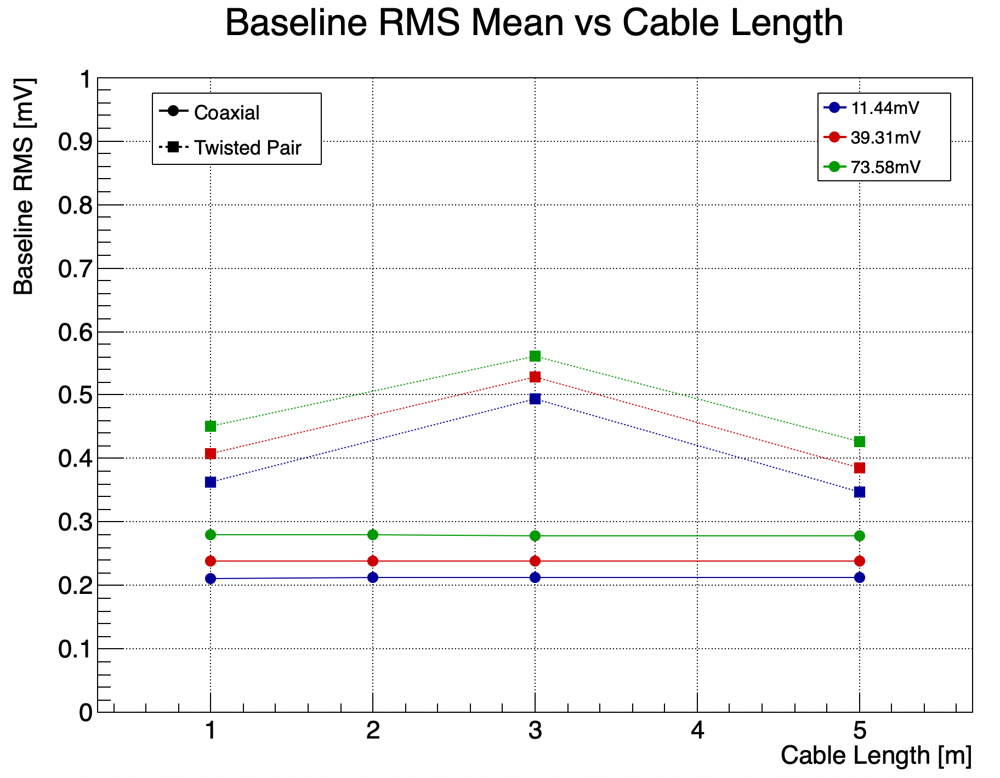 Baseline RMS Mean vs Cable Length
Baseline RMS [mV]
1
0.9
0.8
0.7
0.6
0.5
0.4
0.3
0.2
0.1
0
Coaxial
Twisted Pair
11.44mV
39.31mV
73.58mV
1 2 3 4 5
Cable Length [m]